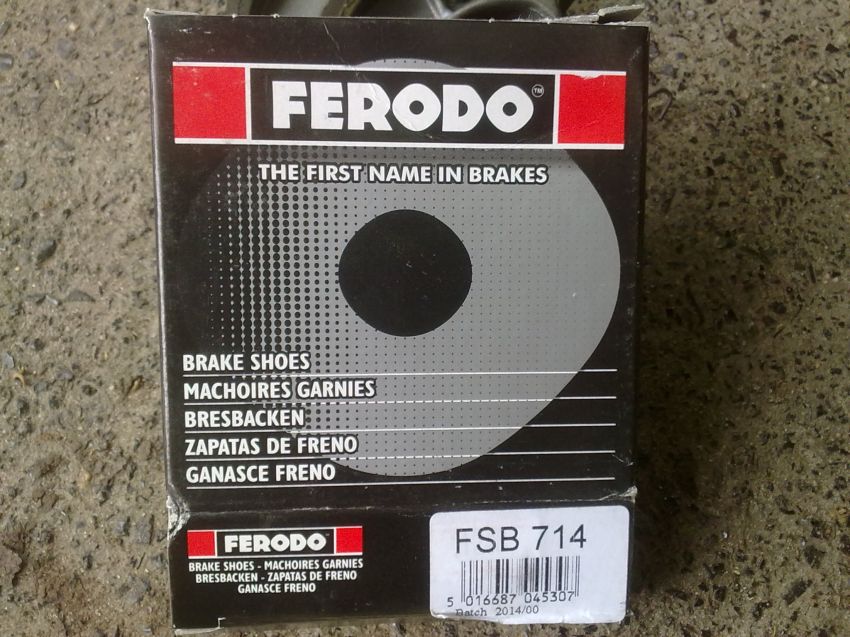 FERODO™
THE FIRST NAME IN BRAKES
BRAKE SHOES
MACHOIRES GARNIES
BRESBACKEN
ZAPATAS DE FRENO
GANASCE FRENO
FERODO
BRAKE SHOES - MACHOIRES GARNIES
BRESBACKEN - ZAPATAS DE FRENO
GANASCE FRENO
FSB 714
5 016687 045307
Batch 2014/00